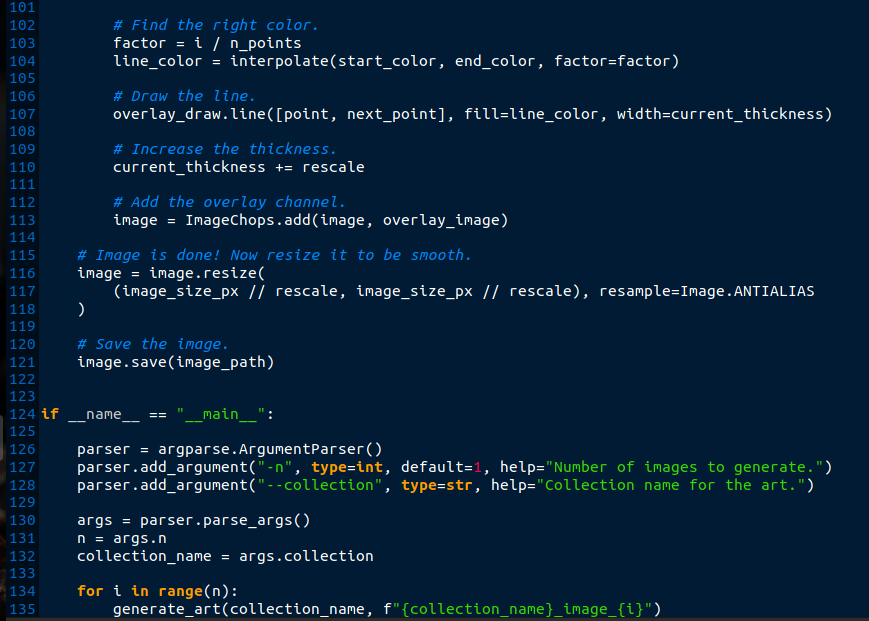 101
102 # Find the right color.
103 factor = i / n_points
104 line_color = interpolate(start_color, end_color, factor=factor)
105
106 # Draw the line.
107 overlay_draw.line([point, next_point], fill=line_color, width=current_thickness)
108
109 # Increase the thickness.
110 current_thickness += rescale
111
112 # Add the overlay channel.
113 image = ImageChops.add(image, overlay_image)
114
115 # Image is done! Now resize it to be smooth.
116 image = image.resize(
117 (image_size_px // rescale, image_size_px // rescale), resample=Image.ANTIALIAS
118 )
119
120 # Save the image.
121 image.save(image_path)
122
123
124 if __name__ == "__main__":
125
126 parser = argparse.ArgumentParser()
127 parser.add_argument("-n", type=int, default=1, help="Number of images to generate.")
128 parser.add_argument("--collection", type=str, help="Collection name for the art.")
129
130 args = parser.parse_args()
131 n = args.n
132 collection_name = args.collection
133
134 for i in range(n):
135 generate_art(collection_name, f"{collection_name}_image_{i}")